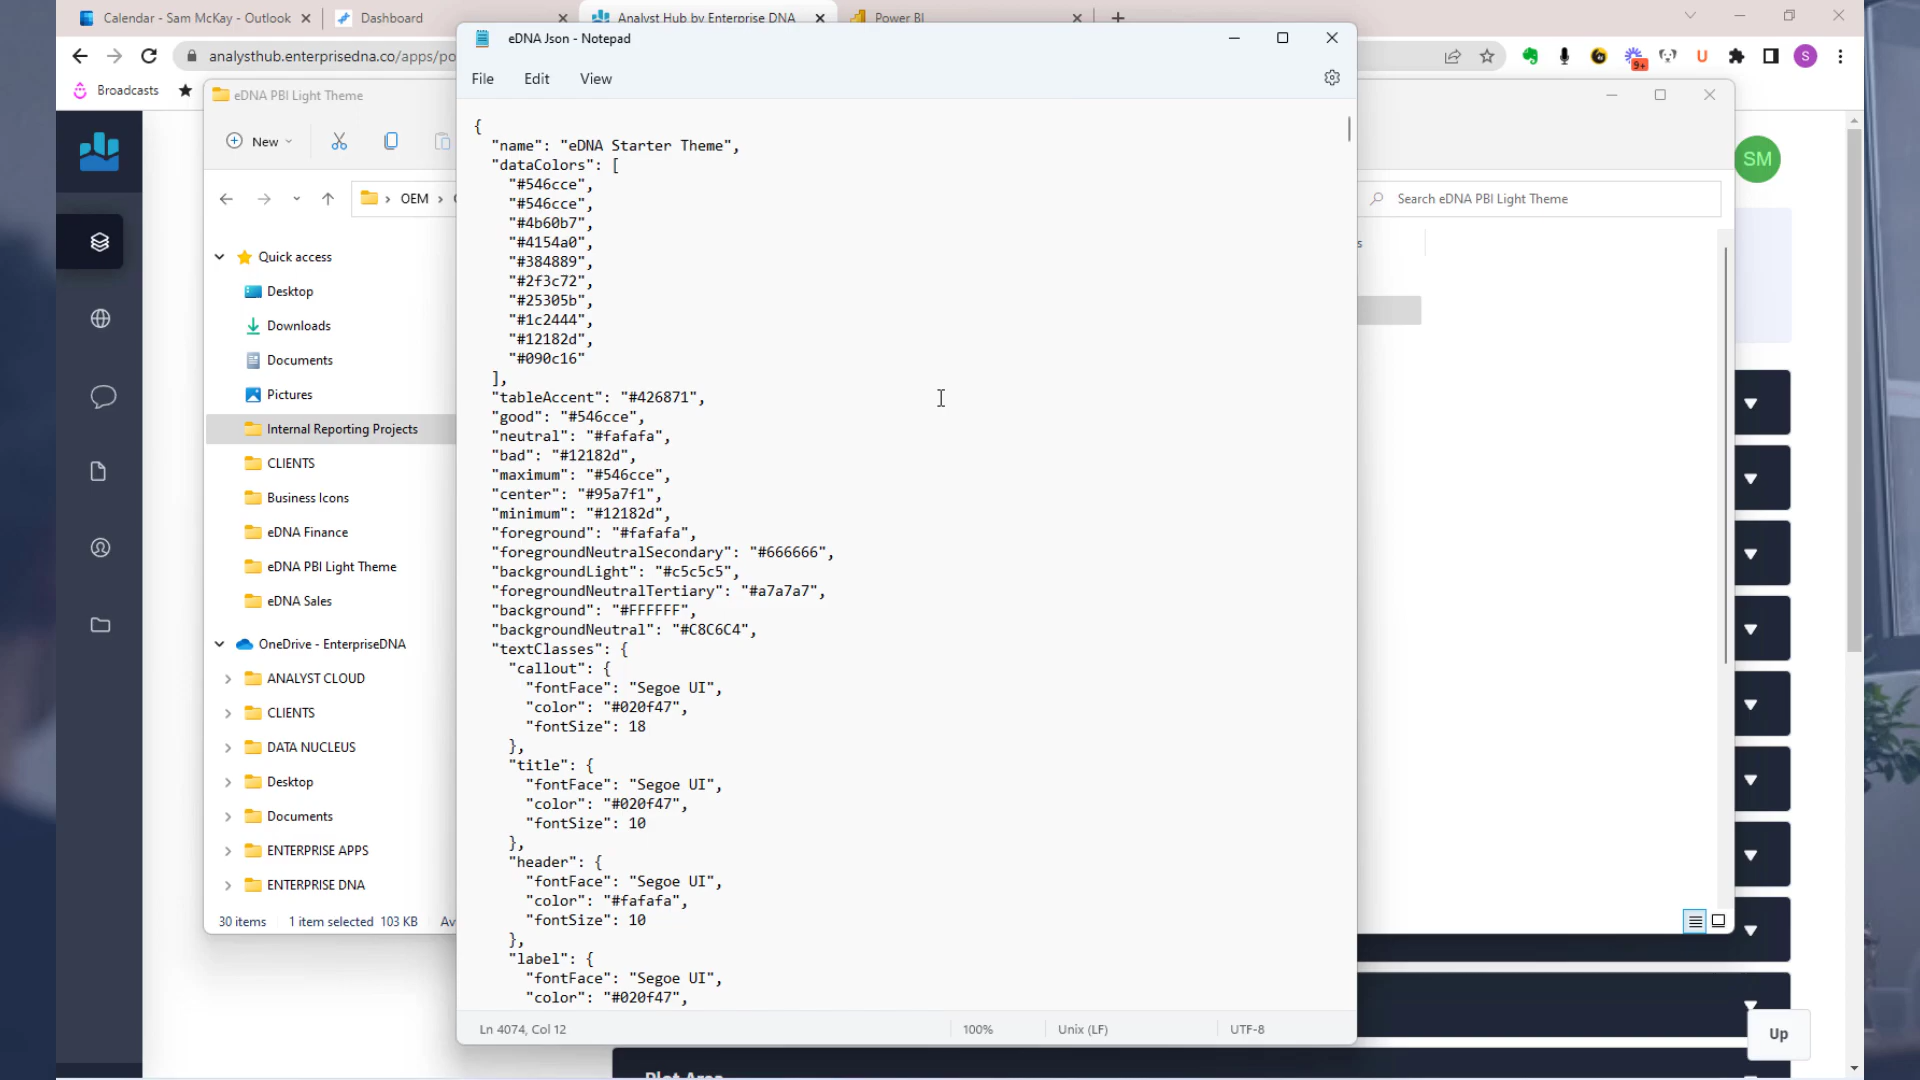 Calendar - Sam McKay - Outlook
Dashboard
Analyst Hub by Enterprise DNA
Power BI
eDNA Json - Notepad
analysthub.enterprisedna.co/apps/po
9+
S
Broadcasts
eDNA PBI Light Theme
File
Edit
View
New
OEM
Search eDNA PBI Light Theme
SM
Quick access
Desktop
Downloads
Documents
Pictures
Internal Reporting Projects
CLIENTS
Business Icons
eDNA Finance
eDNA PBI Light Theme
eDNA Sales
OneDrive - EnterpriseDNA
ANALYST CLOUD
CLIENTS
DATA NUCLEUS
Desktop
Documents
ENTERPRISE APPS
ENTERPRISE DNA
30 items
1 item selected 103 KB
Av
{
"name": "eDNA Starter Theme",
"dataColors": [
"#546cce",
"#546cce",
"#4b60b7",
"#4154a0",
"#384889",
"#2f3c72",
"#25305b",
"#1c2444",
"#12182d",
"#090c16"
],
"tableAccent": "#426871",
"good": "#546cce",
"neutral": "#fafafa",
"bad": "#12182d",
"maximum": "#546cce",
"center": "#95a7f1",
"minimum": "#12182d",
"foreground": "#fafafa",
"foregroundNeutralSecondary": "#666666",
"backgroundLight": "#c5c5c5",
"foregroundNeutralTertiary": "#a7a7a7",
"background": "#FFFFFF",
"backgroundNeutral": "#C8C6C4",
"textClasses": {
"callout": {
"fontFace": "Segoe UI",
"color": "#020f47",
"fontSize": 18
},
"title": {
"fontFace": "Segoe UI",
"color": "#020f47",
"fontSize": 10
},
"header": {
"fontFace": "Segoe UI",
"color": "#fafafa",
"fontSize": 10
},
"label": {
"fontFace": "Segoe UI",
"color": "#020f47",
Ln 4074, Col 12
100%
Unix (LF)
UTF-8
Up
Plot Area